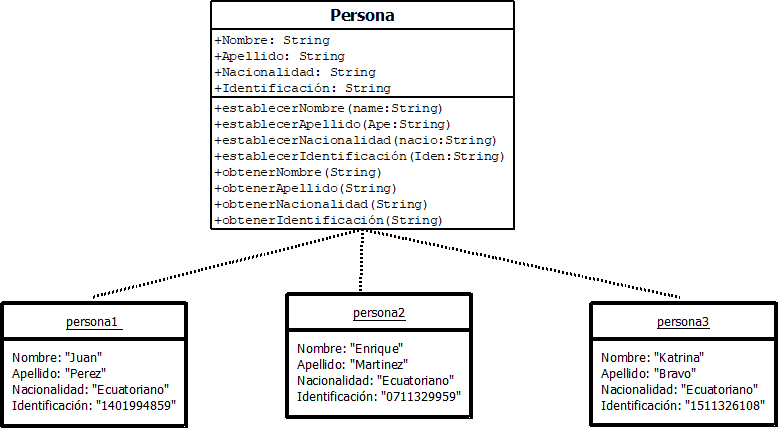 Persona
+Nombre: String
+Apellido: String
+Nacionalidad: String
+Identificación: String
+establecerNombre(name:String)
+establecerApellido(Ape:String)
+establecerNacionalidad(nacio:String)
+establecerIdentificación(Iden:String)
+obtenerNombre(String)
+obtenerApellido(String)
+obtenerNacionalidad(String)
+obtenerIdentificación(String)
persona1
Nombre: "Juan"
Apellido: "Perez"
Nacionalidad: "Ecuatoriano"
Identificación: "1401994859"
persona2
Nombre: "Enrique"
Apellido: "Martinez"
Nacionalidad: "Ecuatoriano"
Identificación: "0711329959"
persona3
Nombre: "Katrina"
Apellido: "Bravo"
Nacionalidad: "Ecuatoriano"
Identificación: "1511326108"